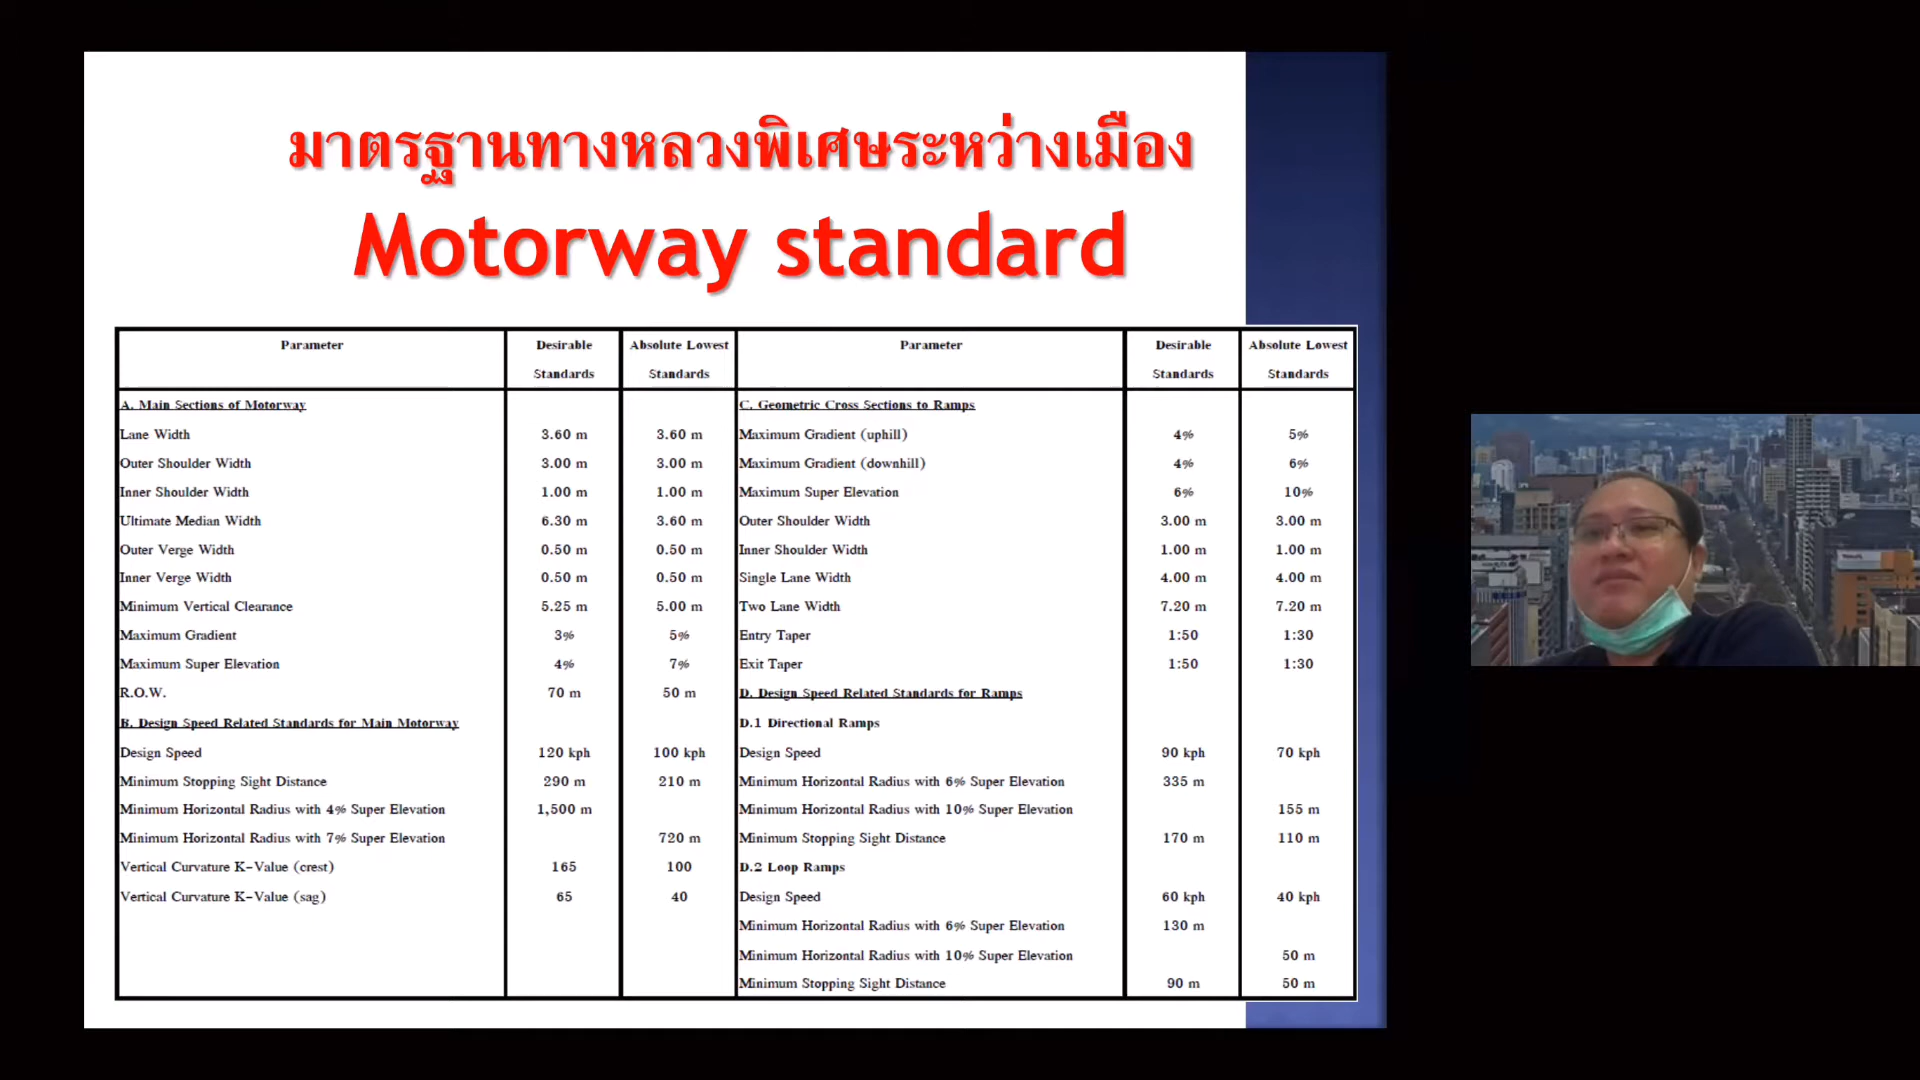 มาตรฐานทางหลวงพิเศษระหว่างเมือง
Motorway standard
Parameter Desirable Standards Absolute Lowest Standards Parameter Desirable Standards Absolute Lowest Standards
A. Main Sections of Motorway C. Geometric Cross Sections to Ramps
Lane Width 3.60 m 3.60 m Maximum Gradient (uphill) 4% 5%
Outer Shoulder Width 3.00 m 3.00 m Maximum Gradient (downhill) 4% 6%
Inner Shoulder Width 1.00 m 1.00 m Maximum Super Elevation 6% 10%
Ultimate Median Width 6.30 m 3.60 m Outer Shoulder Width 3.00 m 3.00 m
Outer Verge Width 0.50 m 0.50 m Inner Shoulder Width 1.00 m 1.00 m
Inner Verge Width 0.50 m 0.50 m Single Lane Width 4.00 m 4.00 m
Minimum Vertical Clearance 5.25 m 5.00 m Two Lane Width 7.20 m 7.20 m
Maximum Gradient 3% 5% Entry Taper 1:50 1:30
Maximum Super Elevation 4% 7% Exit Taper 1:50 1:30
R.O.W. 70 m 50 m D. Design Speed Related Standards for Ramps
B. Design Speed Related Standards for Main Motorway D.1 Directional Ramps
Design Speed 120 kph 100 kph Design Speed 90 kph 70 kph
Minimum Stopping Sight Distance 290 m 210 m Minimum Horizontal Radius with 6% Super Elevation 335 m
Minimum Horizontal Radius with 4% Super Elevation 1,500 m Minimum Horizontal Radius with 10% Super Elevation 155 m
Minimum Horizontal Radius with 7% Super Elevation 720 m Minimum Stopping Sight Distance 170 m 110 m
Vertical Curvature K-Value (crest) 165 100 D.2 Loop Ramps
Vertical Curvature K-Value (sag) 65 40 Design Speed 60 kph 40 kph
Minimum Horizontal Radius with 6% Super Elevation 130 m
Minimum Horizontal Radius with 10% Super Elevation 50 m
Minimum Stopping Sight Distance 90 m 50 m